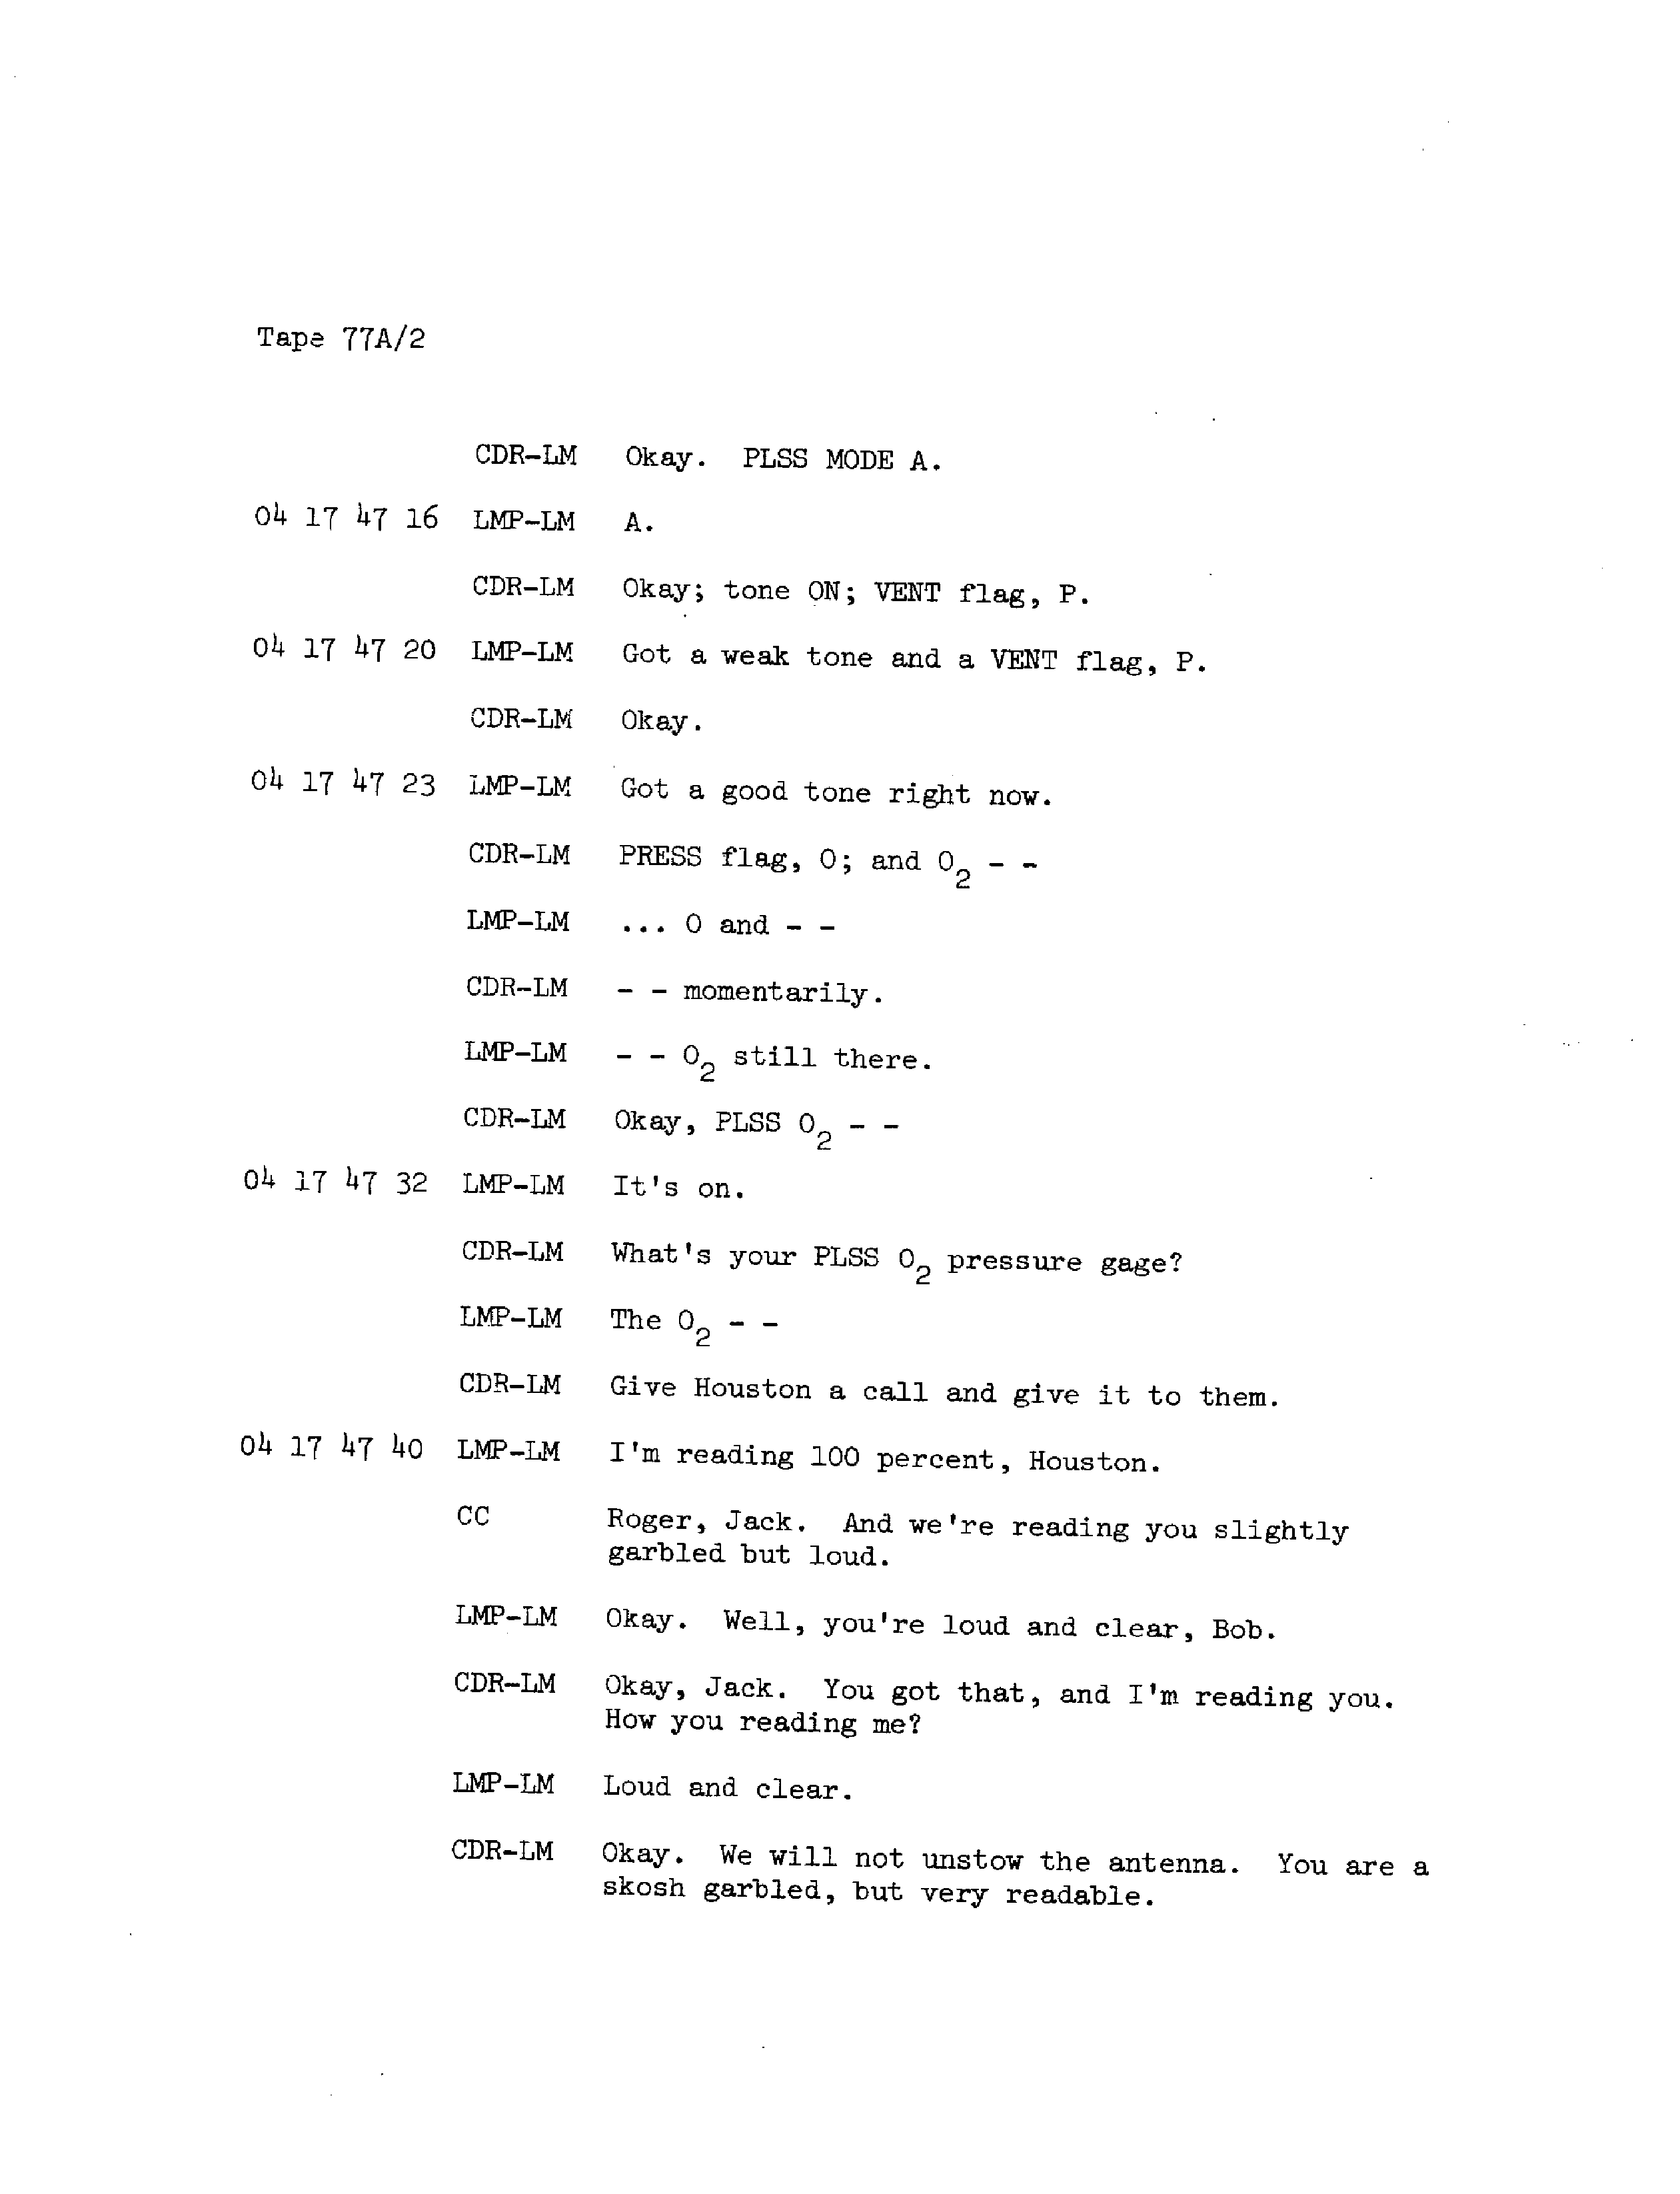 Tape 77A/2
CDR-LM Okay. PLSS MODE A.
04 17 47 16 LMP-LM A.
CDR-LM Okay; tone ON; VENT flag, P.
04 17 47 20 LMP-LM Got a weak tone and a VENT flag, P.
CDR-LM Okay.
04 17 47 23 LMP-LM Got a good tone right now.
CDR-LM PRESS flag, O; and O₂ - -
LMP-LM ... O and - -
CDR-LM - - momentarily.
LMP-LM - - O₂ still there.
CDR-LM Okay, PLSS O₂ - -
04 17 47 32 LMP-LM It's on.
CDR-LM What's your PLSS O₂ pressure gage?
LMP-LM The O₂ - -
CDR-LM Give Houston a call and give it to them.
04 17 47 40 LMP-LM I'm reading 100 percent, Houston.
CC Roger, Jack. And we're reading you slightly
garbled but loud.
LMP-LM Okay. Well, you're loud and clear, Bob.
CDR-LM Okay, Jack. You got that, and I'm reading you.
How you reading me?
LMP-LM Loud and clear.
CDR-LM Okay. We will not unstow the antenna. You are a
skosh garbled, but very readable.